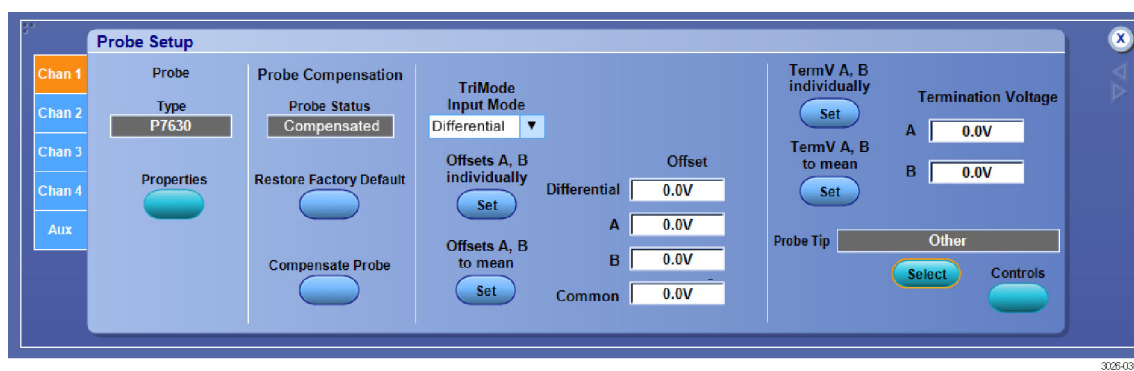 Probe Setup
X
Chan 1
Chan 2
Chan 3
Chan 4
Aux
Probe
Type
P7630
Properties
Probe Compensation
Probe Status
Compensated
Restore Factory Default
Compensate Probe
TriMode
Input Mode
Differential
Offsets A, B
individually
Set
Offsets A, B
to mean
Set
Offset
Differential 0.0V
A 0.0V
B 0.0V
Common 0.0V
TermV A, B
individually
Set
TermV A, B
to mean
Set
Termination Voltage
A 0.0V
B 0.0V
Probe Tip Other
Select
Controls
3026-03